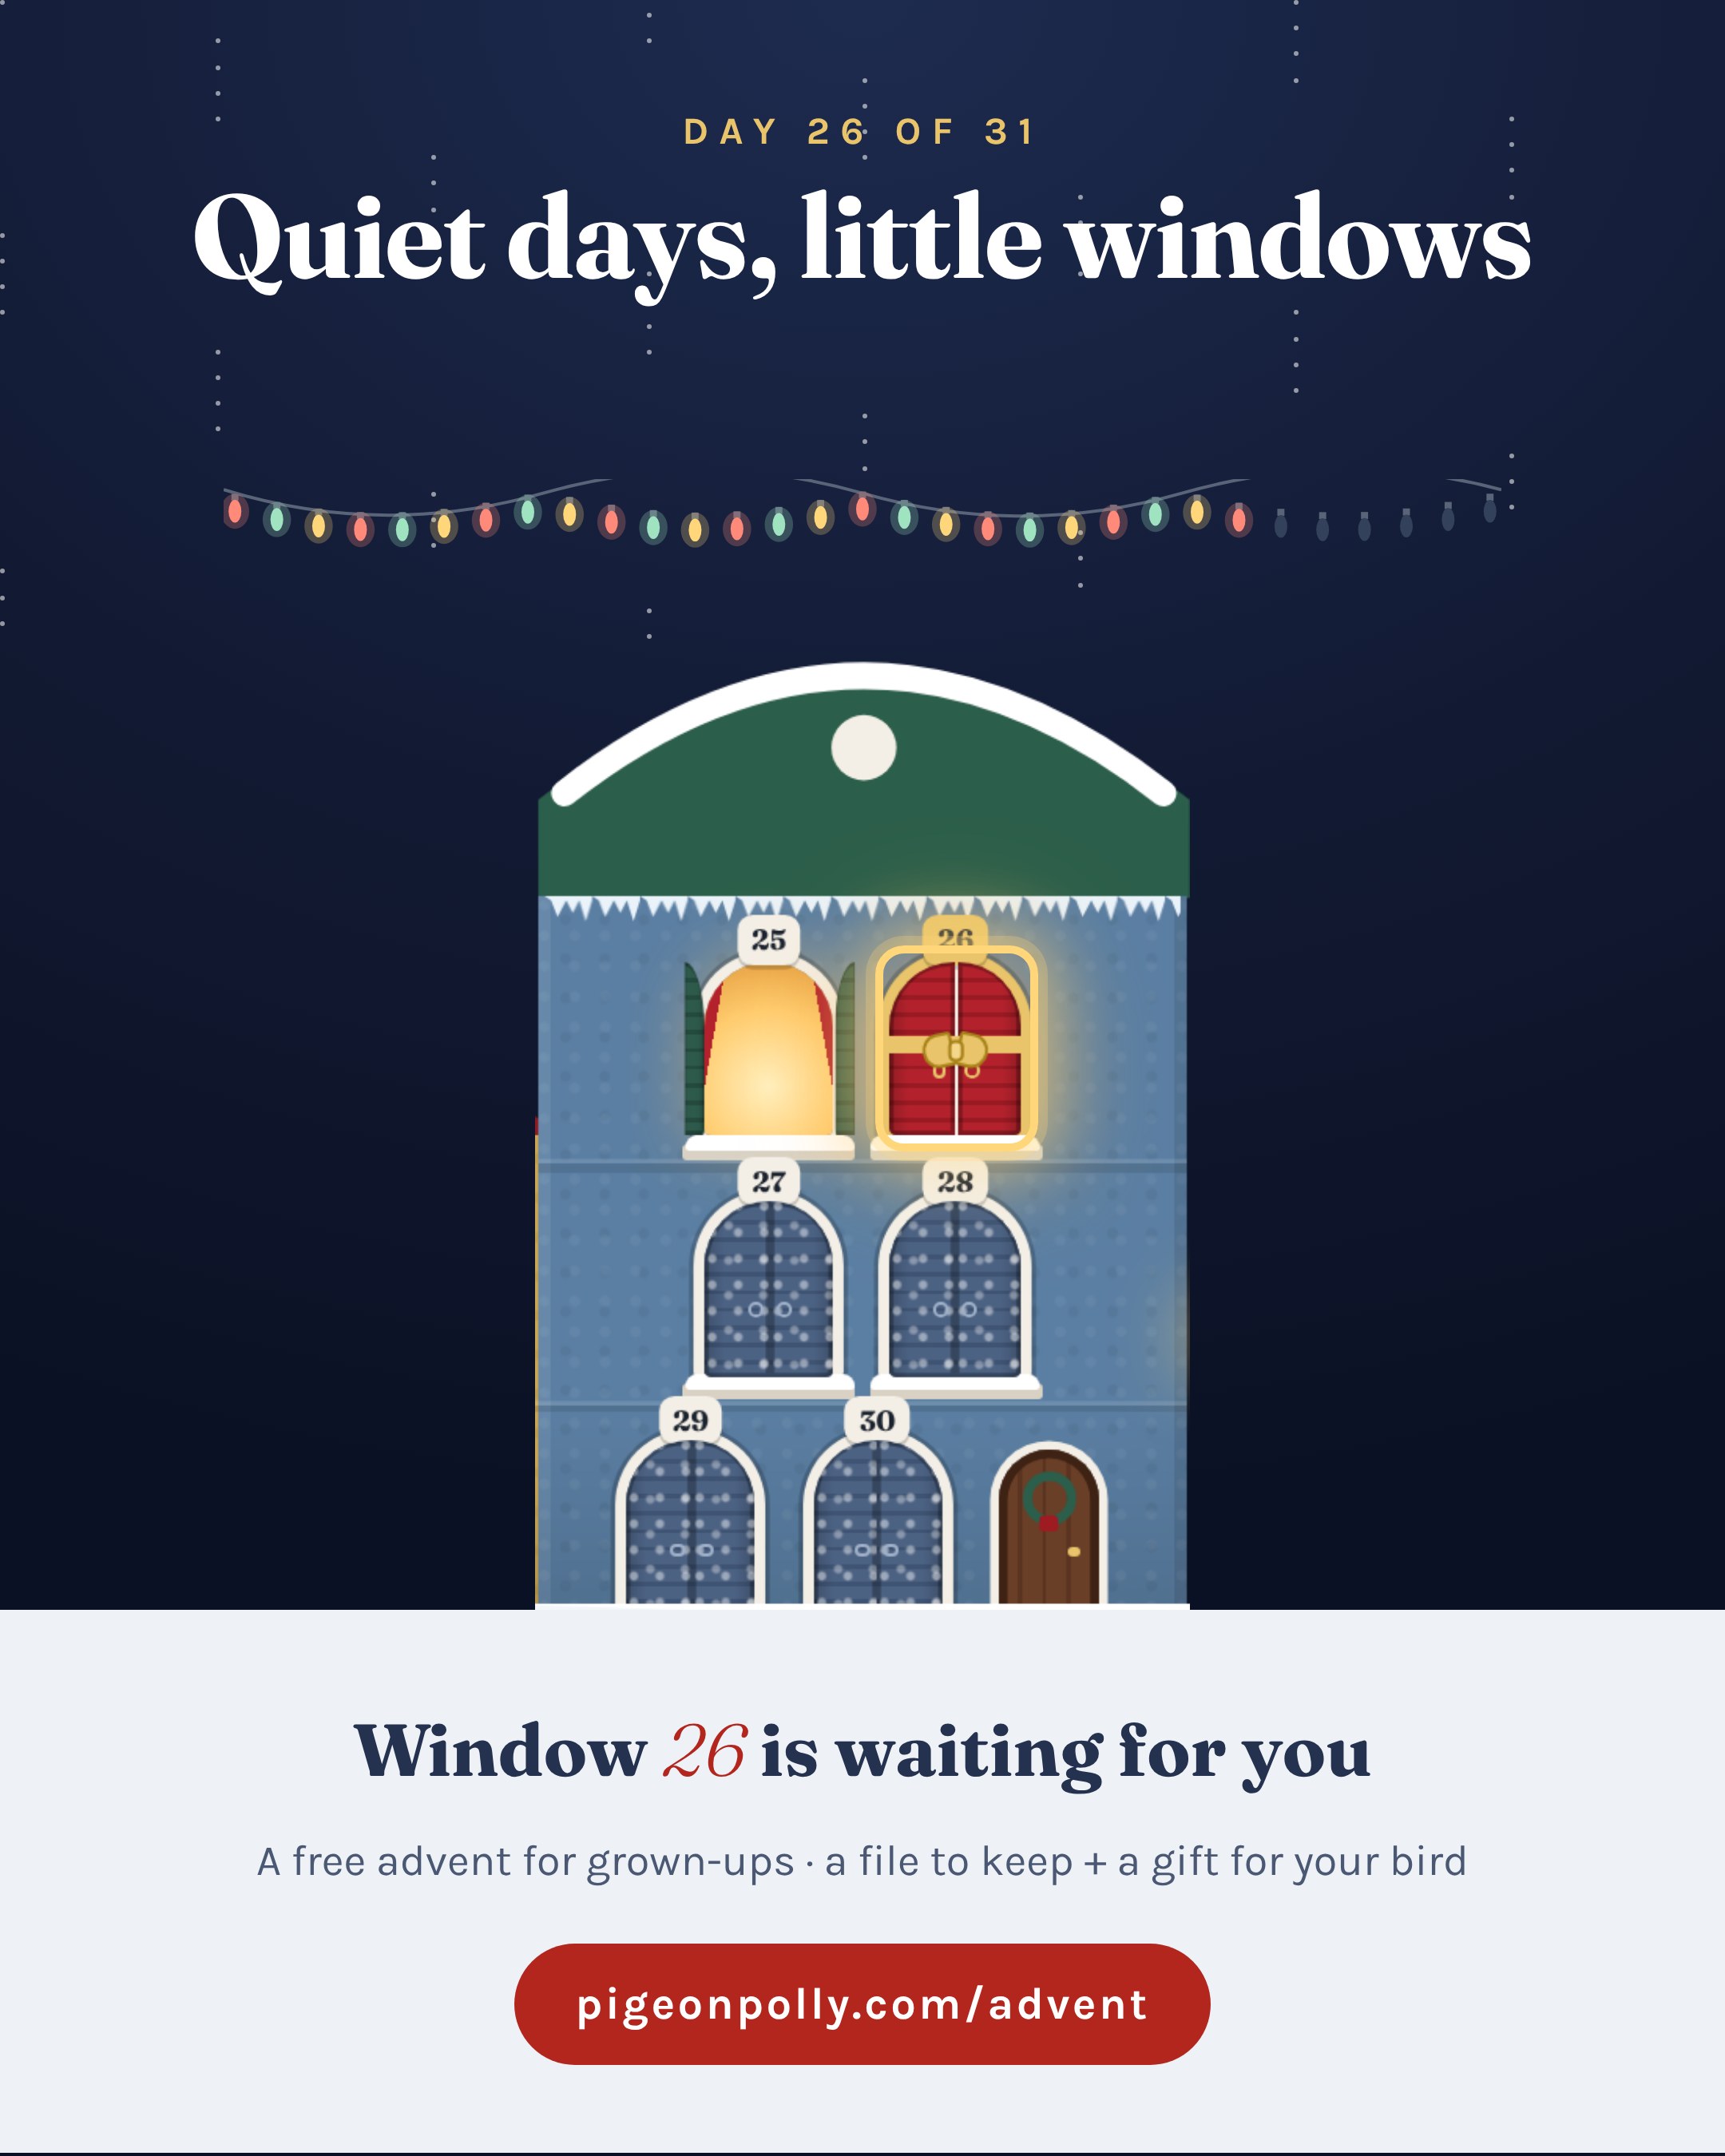 DAY 26 OF 31
Quiet days, little windows
25
26
27
28
29
30
Window 26 is waiting for you
A free advent for grown-ups · a file to keep + a gift for your bird
pigeonpolly.com/advent